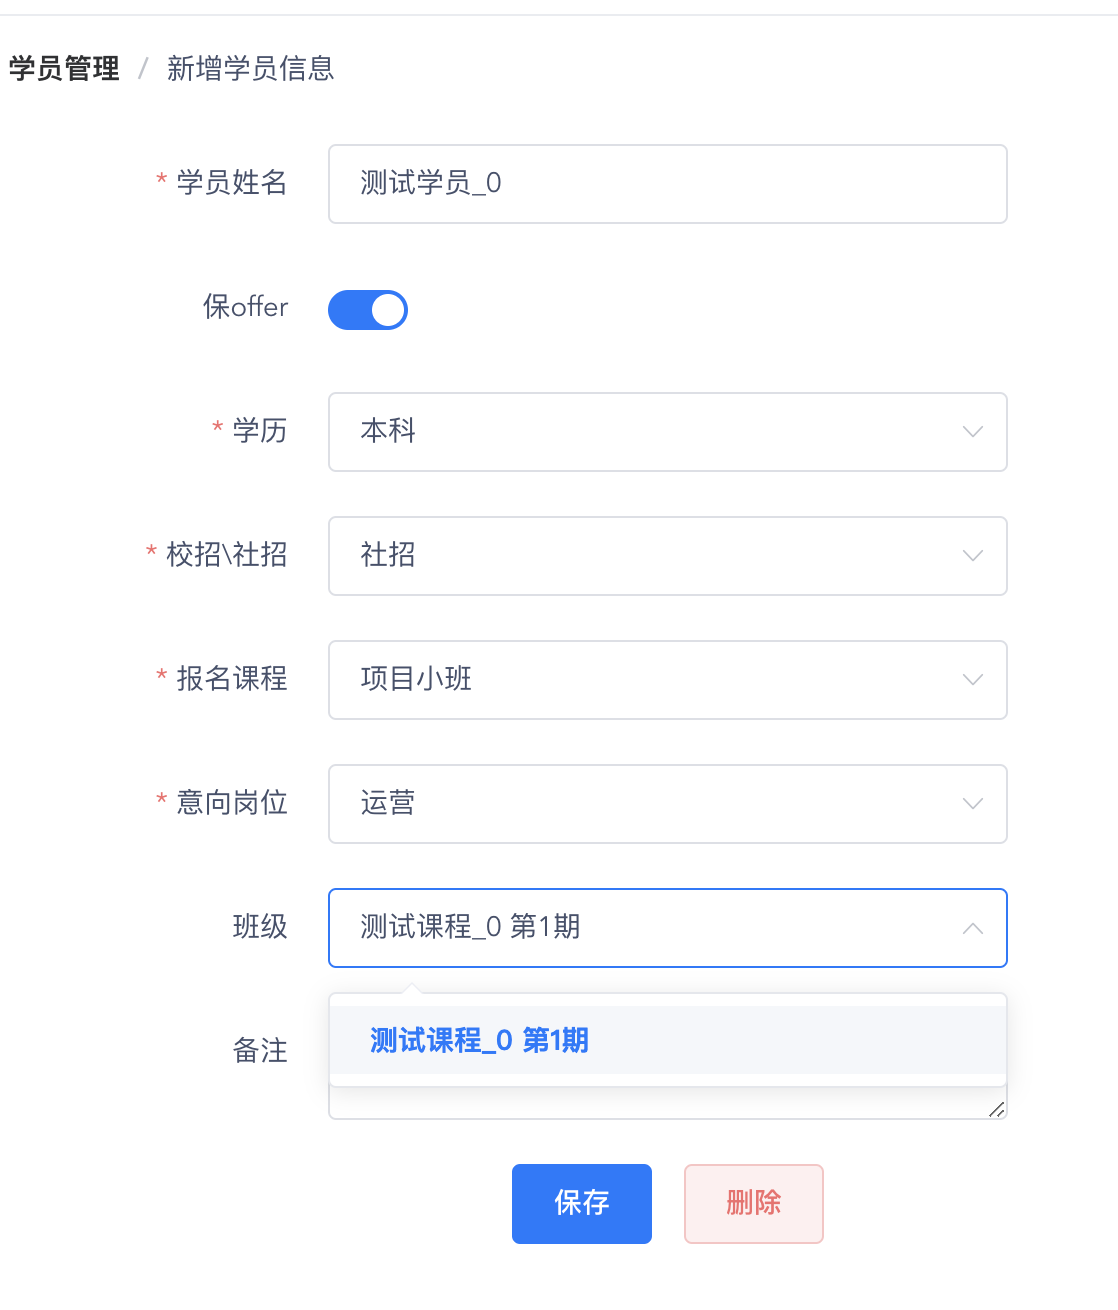 学员管理 / 新增学员信息
* 学员姓名 测试学员_0
保offer
* 学历 本科
* 校招\社招 社招
* 报名课程 项目小班
* 意向岗位 运营
班级 测试课程_0 第1期
测试课程_0 第1期
备注
保存 删除